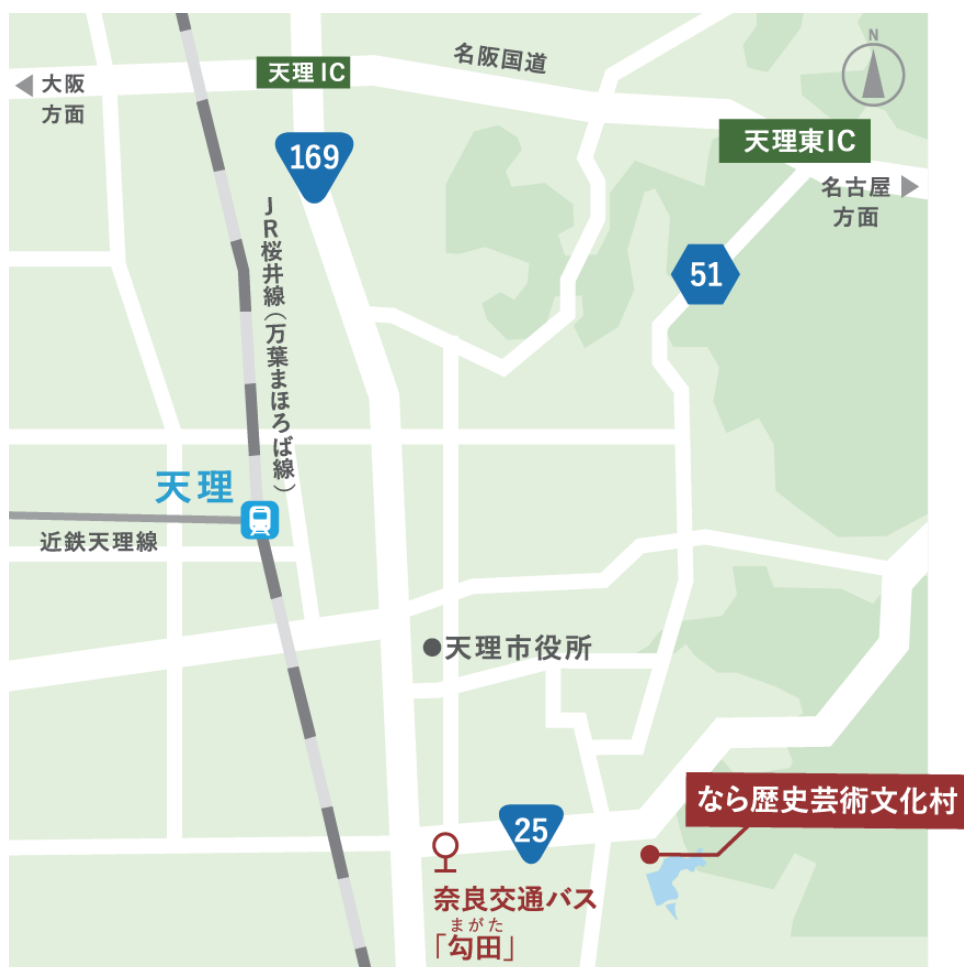 N
名阪国道
天理IC
大阪
方面
天理東IC
169
名古屋
方面
JR桜井線(万葉まほろば線)
51
天理
近鉄天理線
天理市役所
なら歴史芸術文化村
25
奈良交通バス
まがた
「勾田」